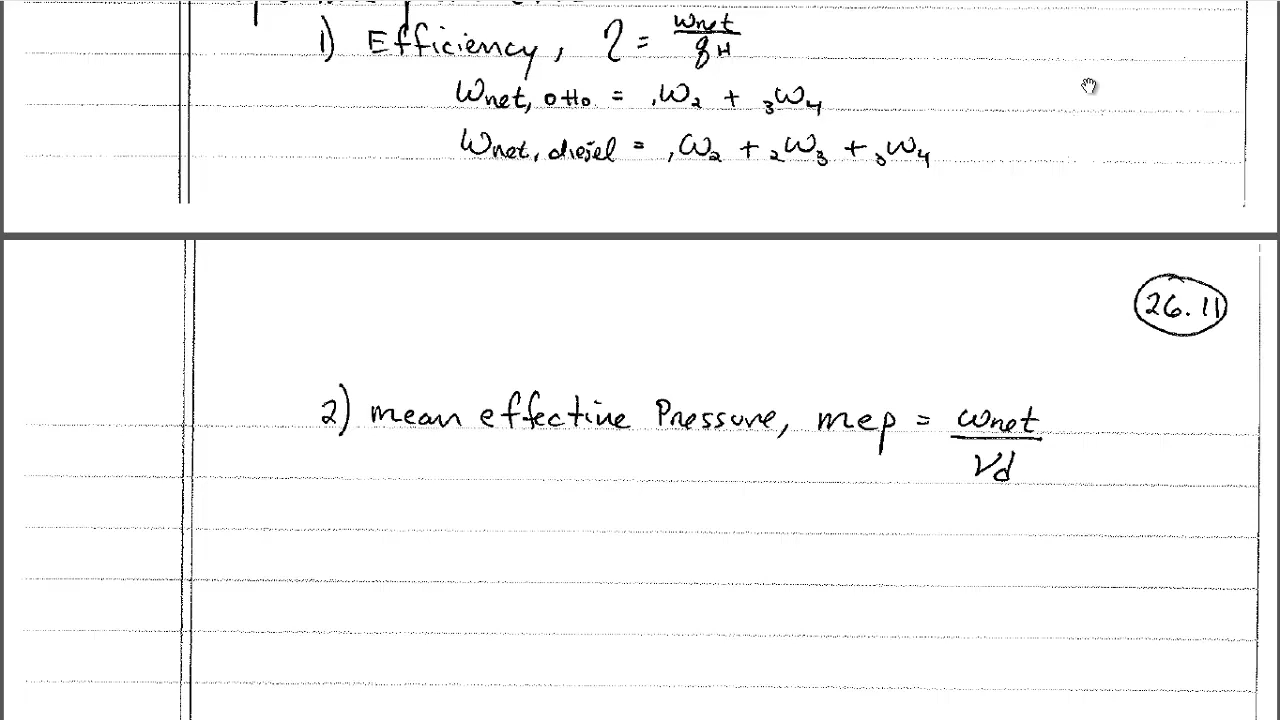 1) Efficiency, η = wnet / qH
wnet, otto = ₁w₂ + ₃w₄
wnet, diesel = ₁w₂ + ₂w₃ + ₃w₄
26.11
2) mean effective Pressure, mep = wnet / νd